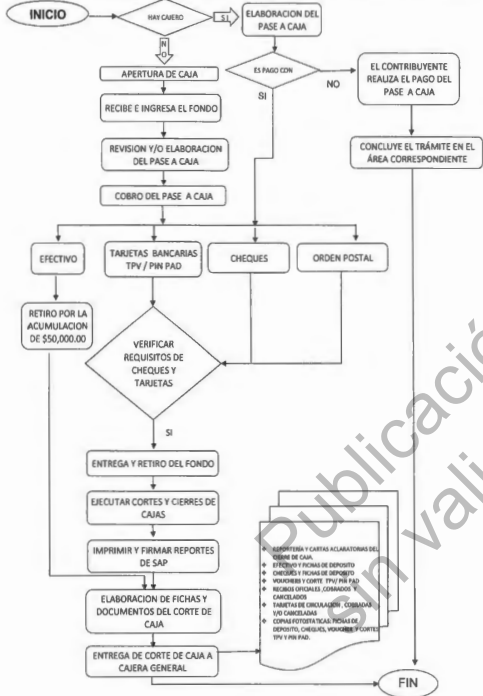 INICIO
HAY CAJERO
SI
ELABORACION DEL
PASE A CAJA
N
O
APERTURA DE CAJA
ES PAGO CON
NO
SI
EL CONTRIBUYENTE
REALIZA EL PAGO DEL
PASE A CAJA
RECIBE E INGRESA EL FONDO
REVISION Y/O ELABORACION
DEL PASE A CAJA
CONCLUYE EL TRÁMITE EN EL
ÁREA CORRESPONDIENTE
COBRO DEL PASE A CAJA
EFECTIVO
TARJETAS BANCARIAS
TPV / PIN PAD
CHEQUES
ORDEN POSTAL
RETIRO POR LA
ACUMULACION
DE $50,000.00
VERIFICAR
REQUISITOS DE
CHEQUES Y
TARJETAS
SI
ENTREGA Y RETIRO DEL FONDO
EJECUTAR CORTES Y CIERRES DE
CAJAS
IMPRIMIR Y FIRMAR REPORTES
DE SAP
ELABORACION DE FICHAS Y
DOCUMENTOS DEL CORTE DE
CAJA
ENTREGA DE CORTE DE CAJA A
CAJERA GENERAL
❖ REPORTERÍA Y CARTAS ACLARATORIAS DEL
CIERRE DE CAJA.
❖ EFECTIVO Y FICHAS DE DEPOSITO
❖ CHEQUES Y FICHAS DE DEPOSITO
❖ VOUCHERS Y CORTE TPV/ PIN PAD
❖ RECIBOS OFICIALES ,COBRADOS Y
CANCELADOS
❖ TARJETAS DE CIRCULACION , COBRADAS
Y/O CANCELADAS
❖ COPIAS FOTOSTATICAS: FICHAS DE
DEPOSITO, CHEQUES, VOUCHER Y CORTES
TPV Y PIN PAD.
FIN
Publicació
sin vali